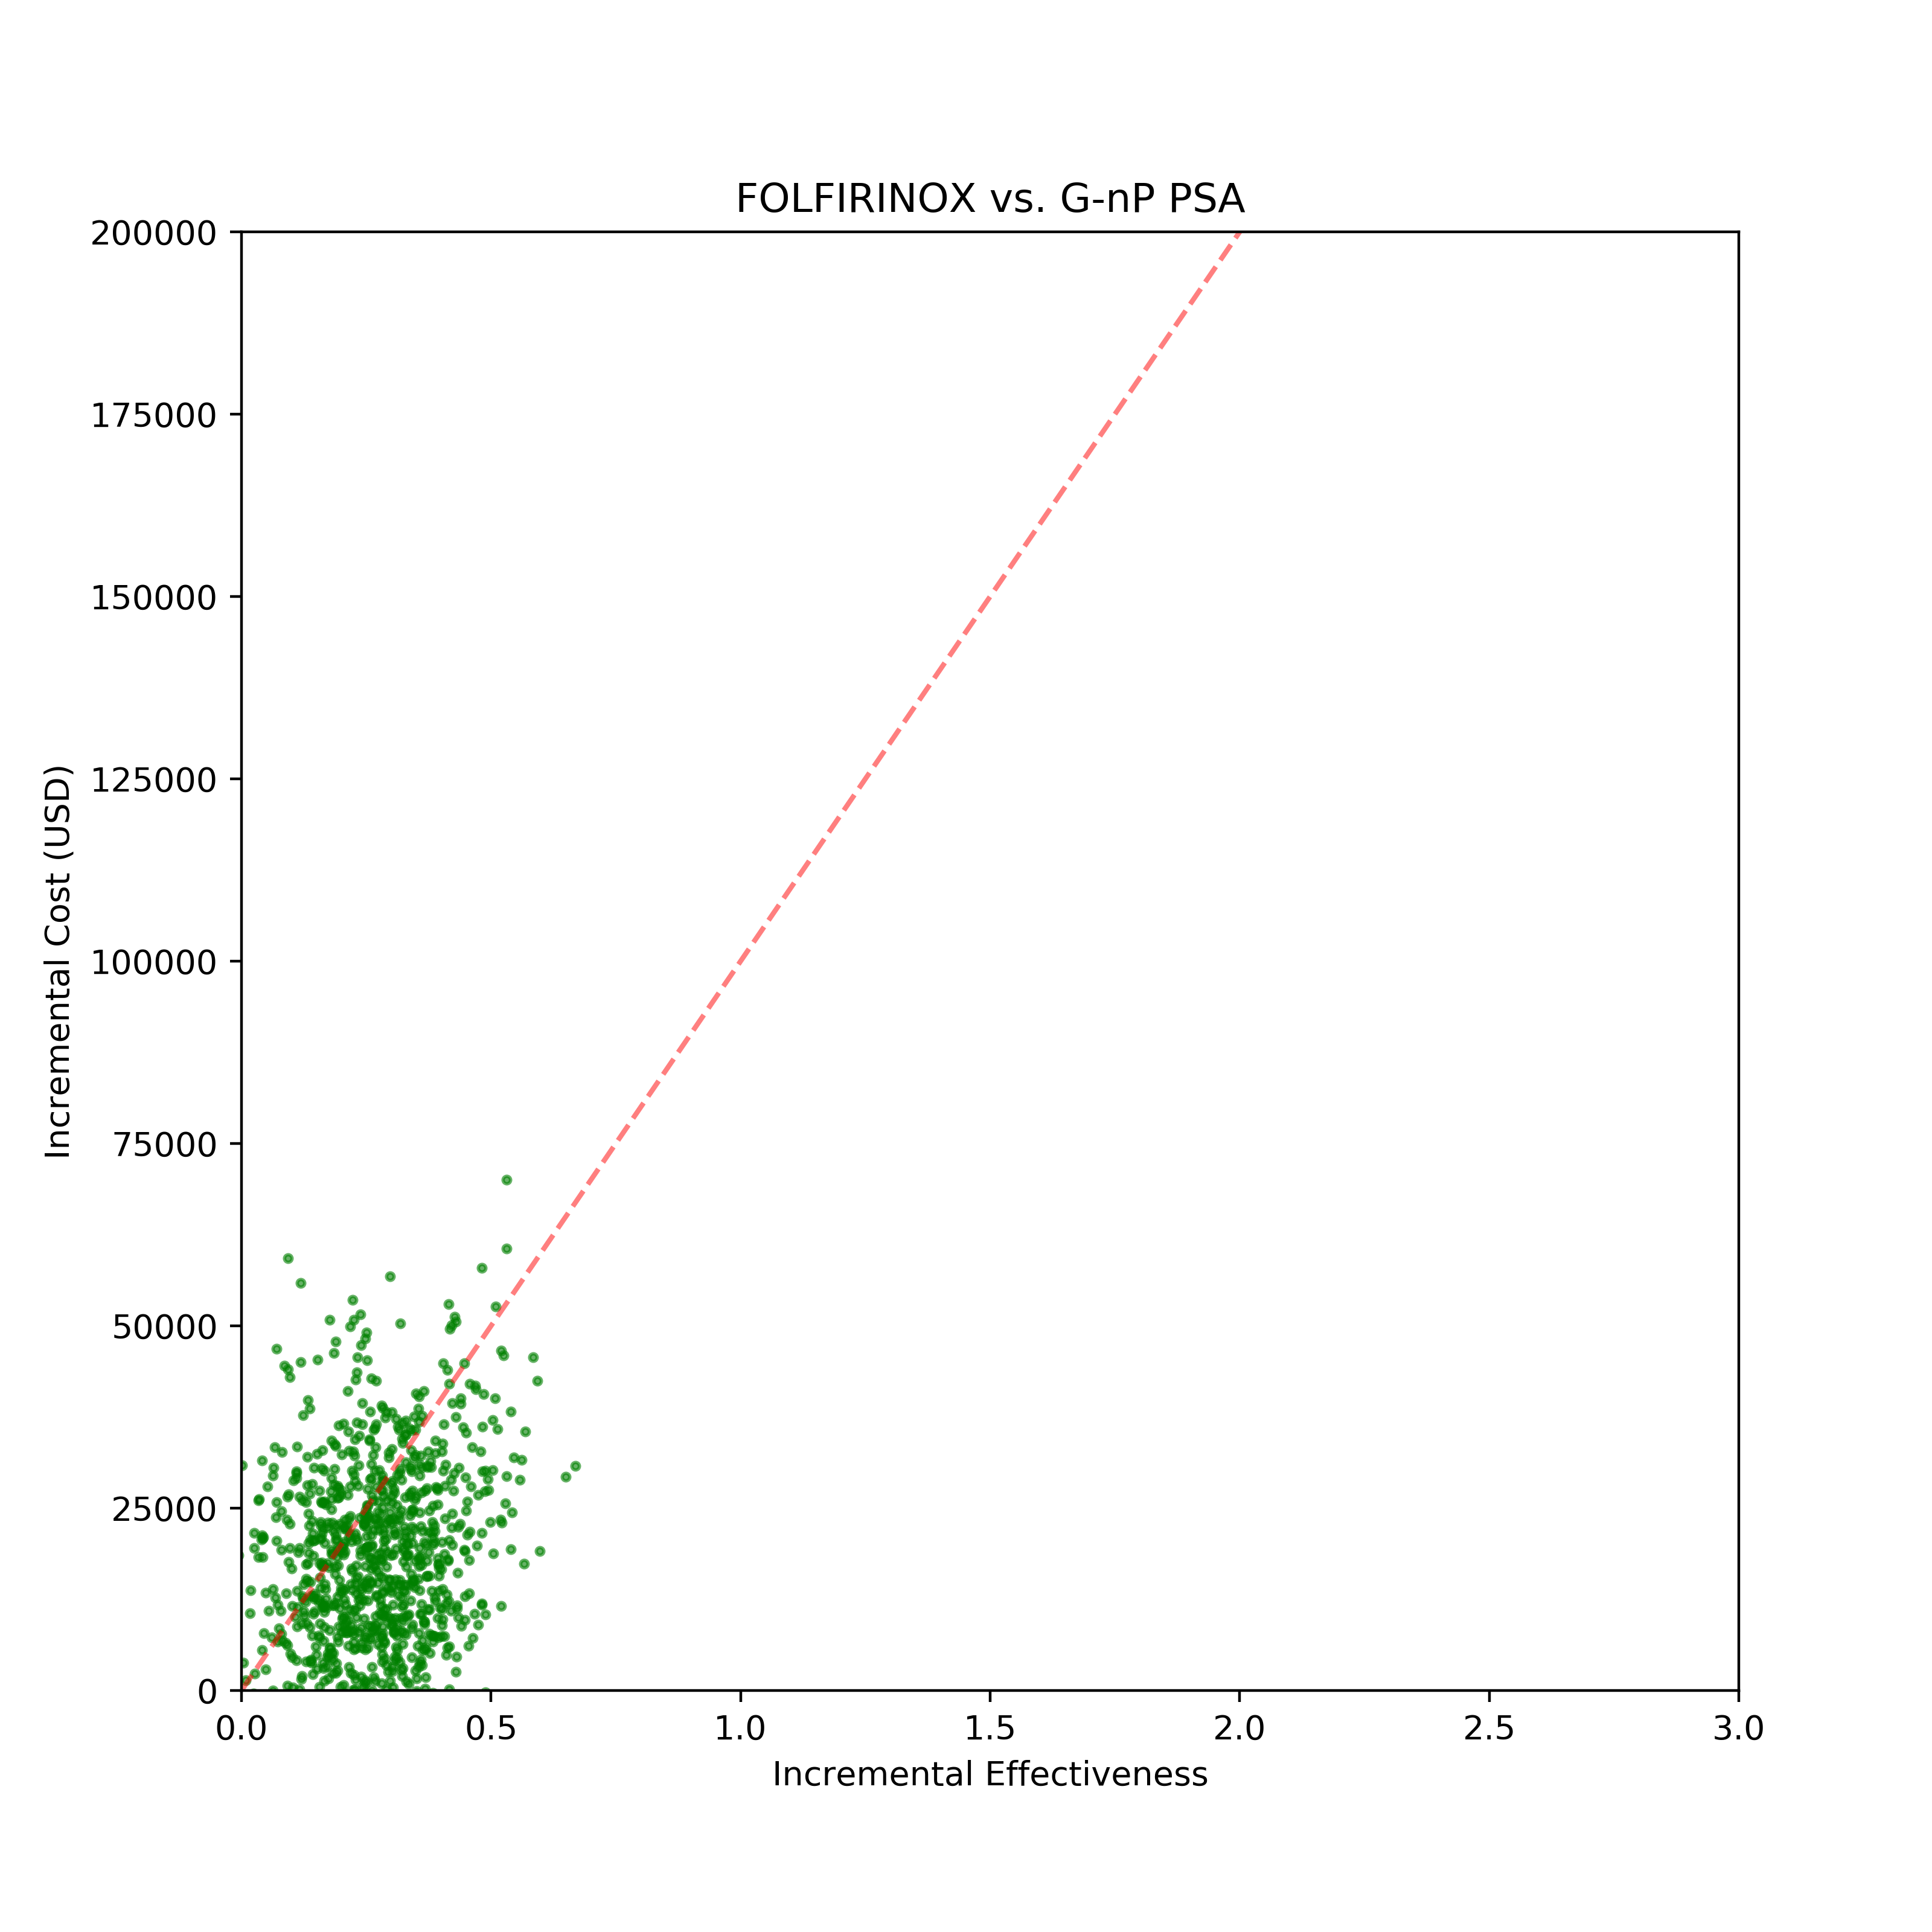 FOLFIRINOX vs. G-nP PSA
200000
175000
150000
125000
100000
75000
50000
25000
0
Incremental Cost (USD)
0.0 0.5 1.0 1.5 2.0 2.5 3.0
Incremental Effectiveness